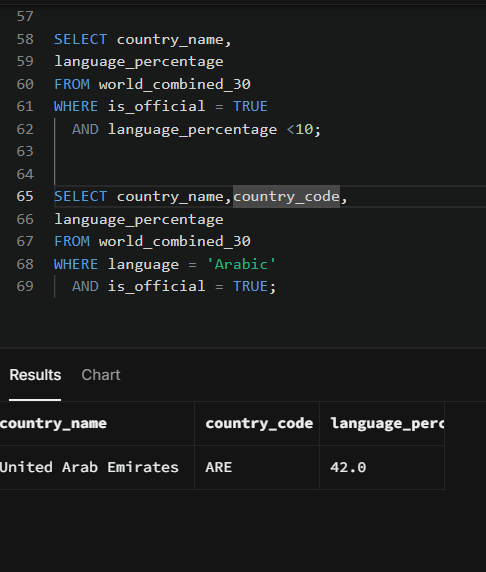 57
58 SELECT country_name,
59 language_percentage
60 FROM world_combined_30
61 WHERE is_official = TRUE
62 AND language_percentage <10;
63
64
65 SELECT country_name,country_code,
66 language_percentage
67 FROM world_combined_30
68 WHERE language = 'Arabic'
69 AND is_official = TRUE;
Results Chart
country_name country_code language_perc
United Arab Emirates ARE 42.0